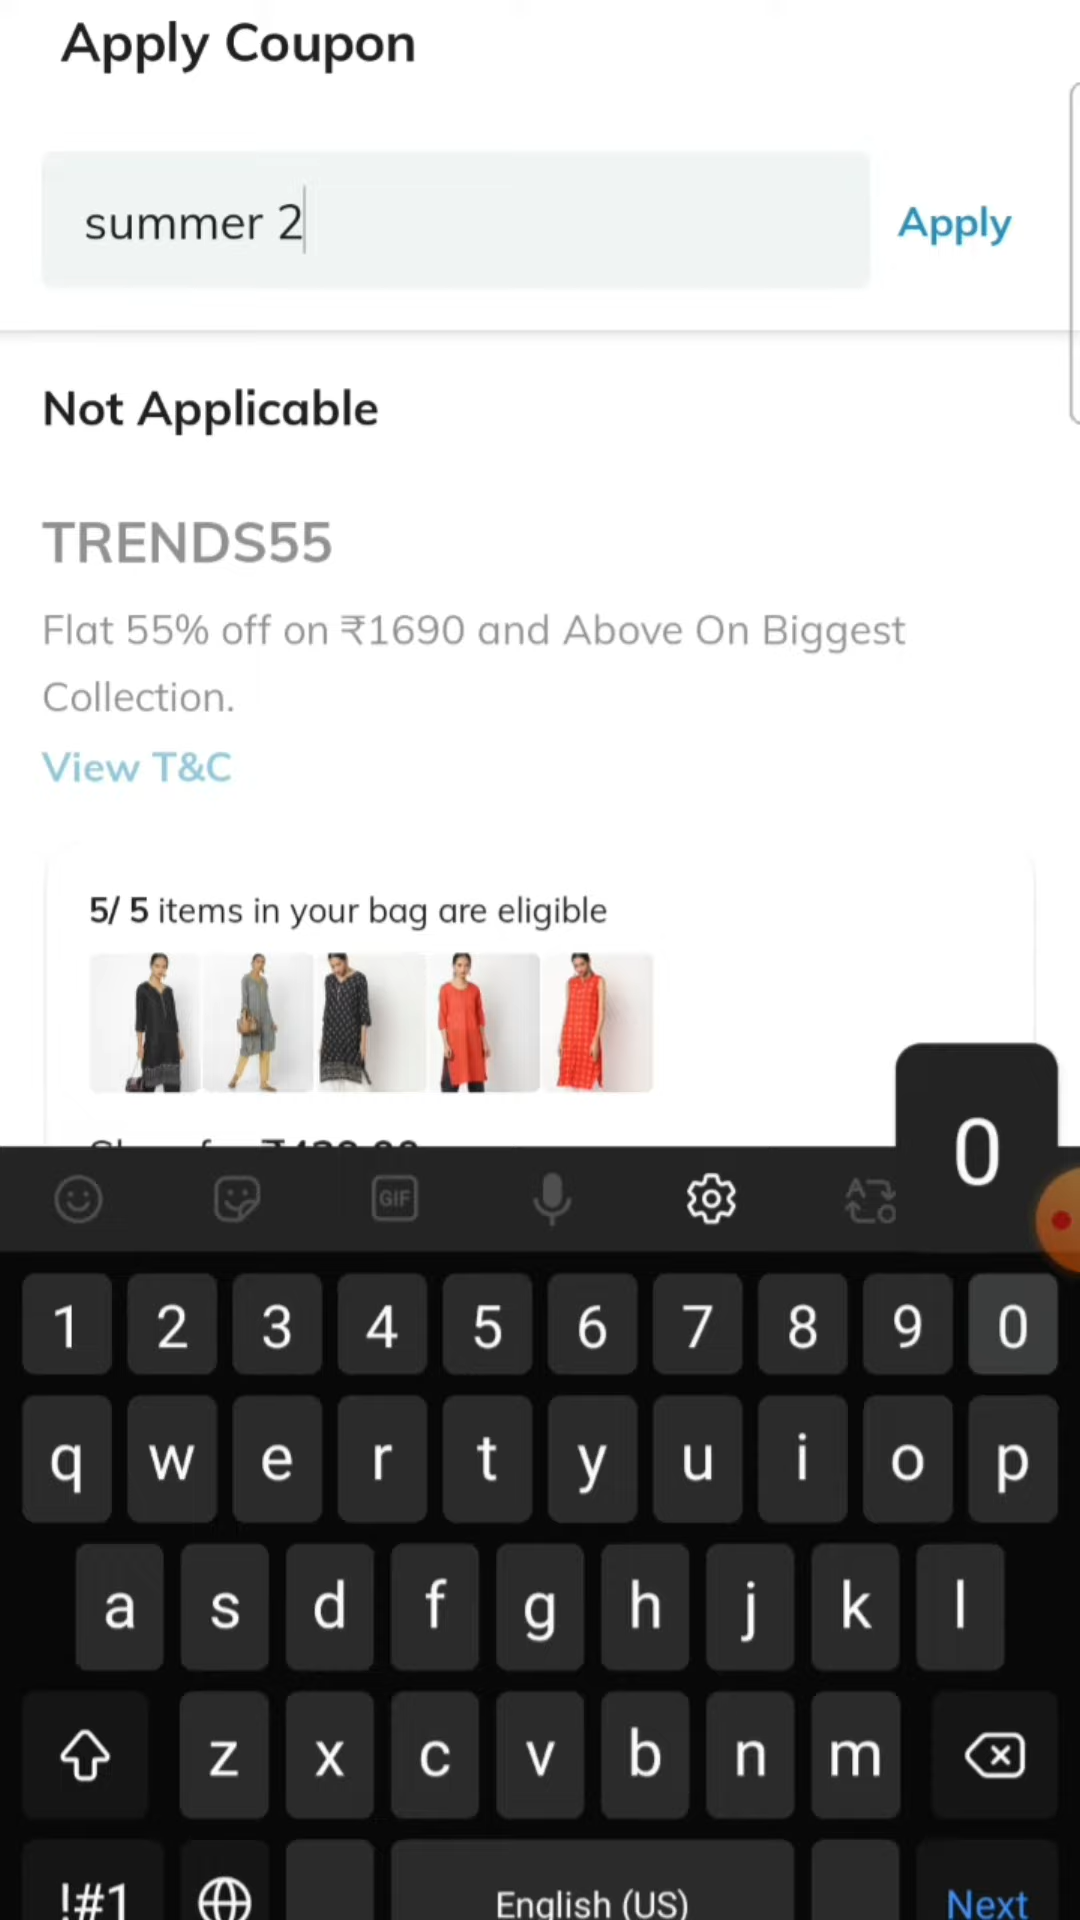 Apply Coupon
summer 2
Apply
Not Applicable
TRENDS55
Flat 55% off on ₹1690 and Above On Biggest
Collection.
View T&C
5/ 5 items in your bag are eligible
0
GIF
1 2 3 4 5 6 7 8 9 0
q w e r t y u i o p
a s d f g h j k l
z x c v b n m
!#1
English (US)
Next